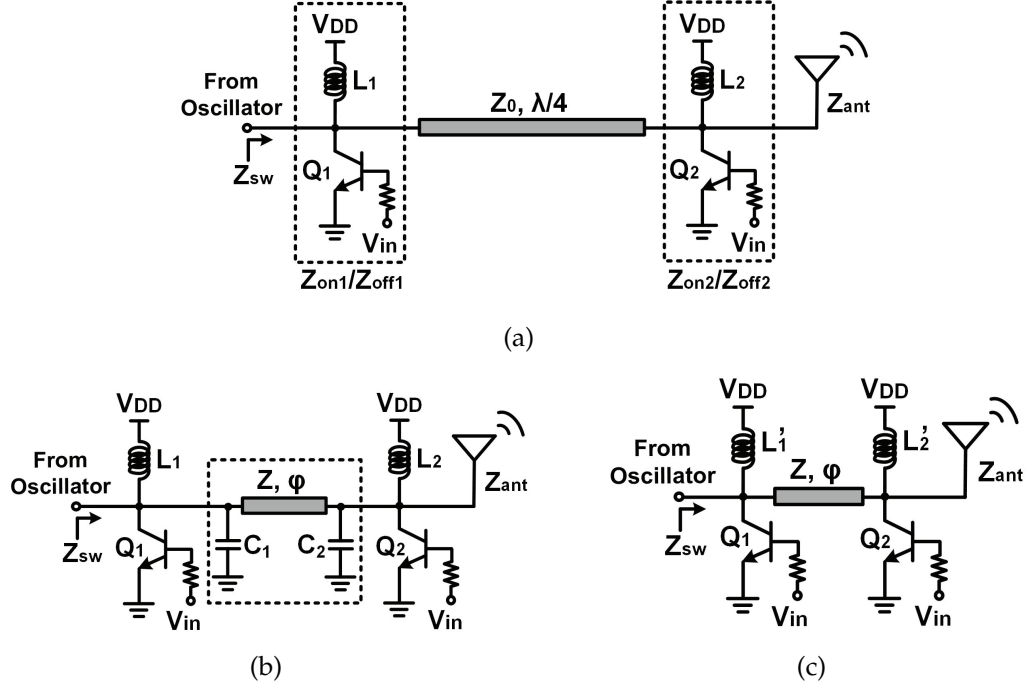 VDD
VDD
L1
L2
From
Oscillator
Z0, λ/4
Zant
Zsw
Q1
Q2
Vin
Vin
Zon1/Zoff1
Zon2/Zoff2
(a)
VDD
VDD
VDD
VDD
L1
L2
L1'
L2'
From
Oscillator
Z, φ
Zant
From
Oscillator
Z, φ
Zant
Zsw
Q1
C1
C2
Q2
Zsw
Q1
Q2
Vin
Vin
Vin
Vin
(b)
(c)